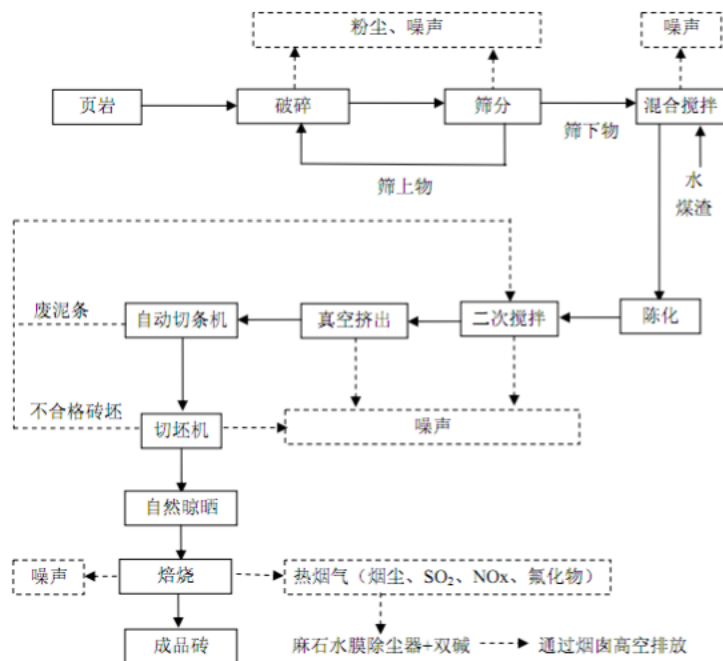 粉尘、噪声
噪声
页岩
破碎
筛分
混合搅拌
筛下物
筛上物
水
煤渣
废泥条
自动切条机
真空挤出
二次搅拌
陈化
不合格砖坯
切坯机
噪声
自然晾晒
噪声
焙烧
热烟气（烟尘、SO₂、NOx、氟化物）
成品砖
麻石水膜除尘器+双碱
通过烟囱高空排放